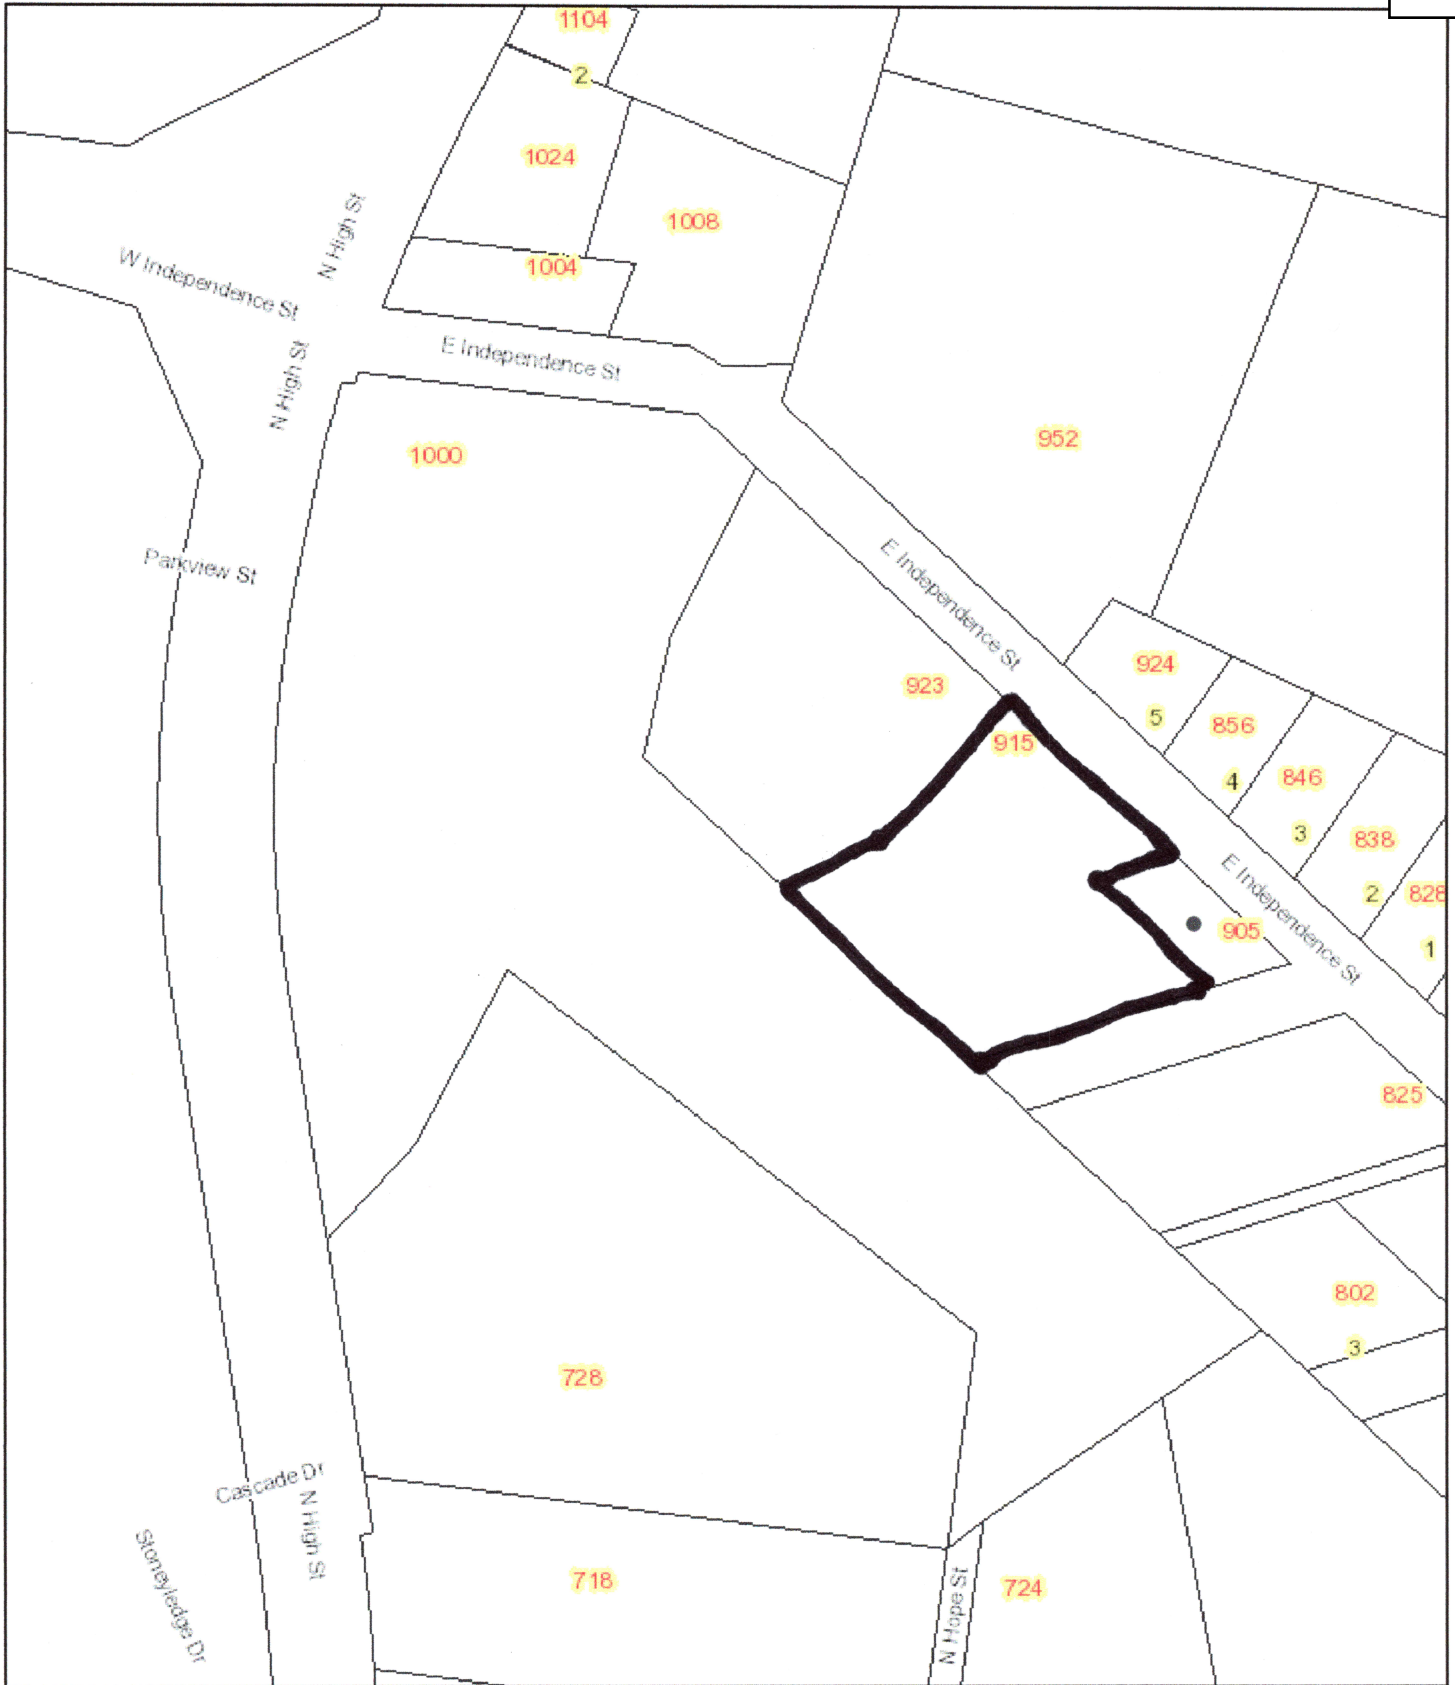 1104
2
1024
1008
N High St
W Independence St
1004
N High St
E Independence St
952
1000
E Independence St
Parkview St
924
5
856
923
915
4
846
3
838
E Independence St
2
828
905
1
825
802
3
728
Cascade Dr
N High St
Stoneyledge Dr
718
N Hope St
724